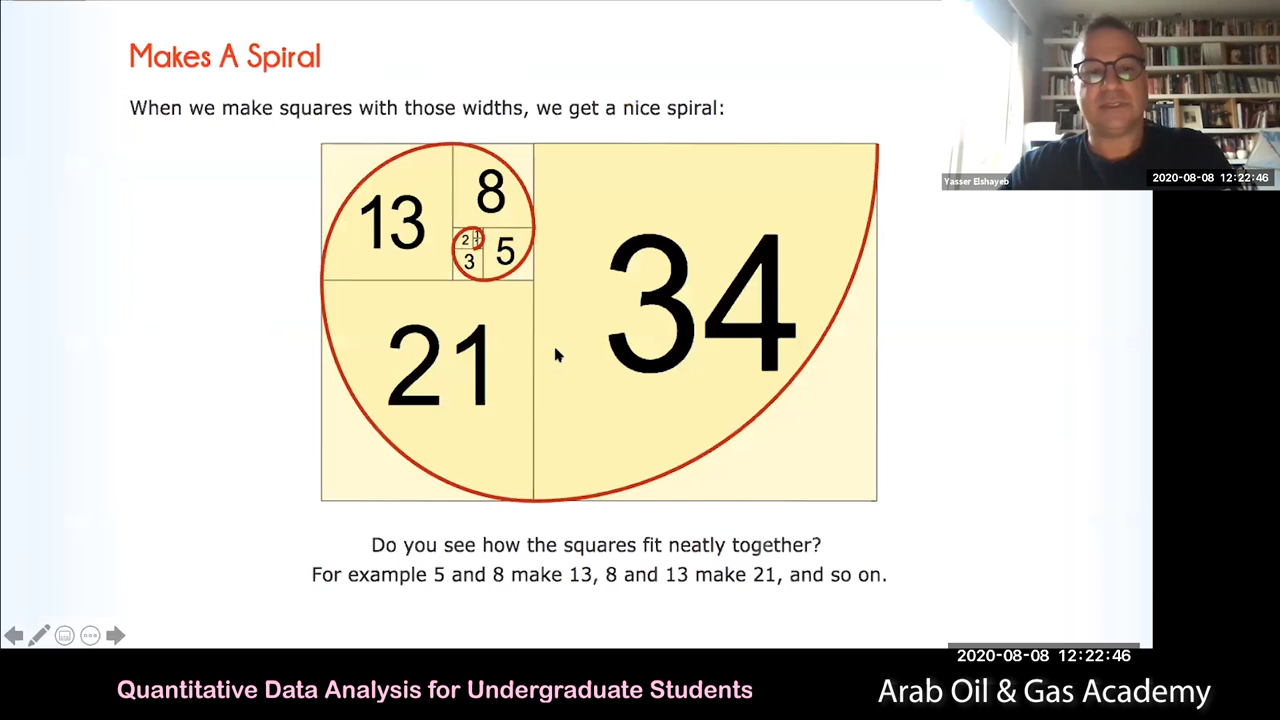 Makes A Spiral
When we make squares with those widths, we get a nice spiral:
13
8
2
1
5
3
34
21
Do you see how the squares fit neatly together?
For example 5 and 8 make 13, 8 and 13 make 21, and so on.
Yasser Elshayeb
2020-08-08 12:22:46
2020-08-08 12:22:46
Quantitative Data Analysis for Undergraduate Students
Arab Oil & Gas Academy